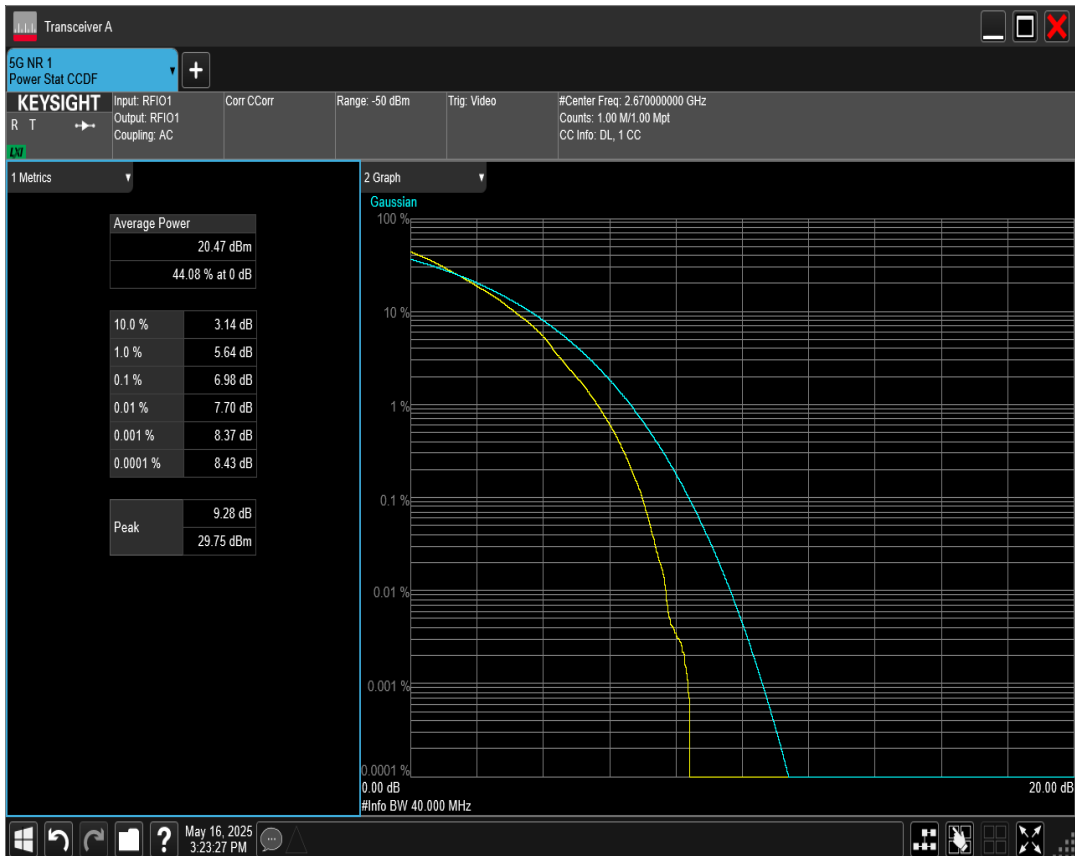 Transceiver A
5G NR 1
Power Stat CCDF
+
KEYSIGHT
R T
LXI
Input: RFIO1
Output: RFIO1
Coupling: AC
Corr CCorr
Range: -50 dBm
Trig: Video
#Center Freq: 2.670000000 GHz
Counts: 1.00 M/1.00 Mpt
CC Info: DL, 1 CC
1 Metrics
Average Power
20.47 dBm
44.08 % at 0 dB
10.0 % 3.14 dB
1.0 % 5.64 dB
0.1 % 6.98 dB
0.01 % 7.70 dB
0.001 % 8.37 dB
0.0001 % 8.43 dB
Peak
9.28 dB
29.75 dBm
2 Graph
Gaussian
100 %
10 %
1 %
0.1 %
0.01 %
0.001 %
0.0001 %
0.00 dB 20.00 dB
#Info BW 40.000 MHz
?
May 16, 2025
3:23:27 PM